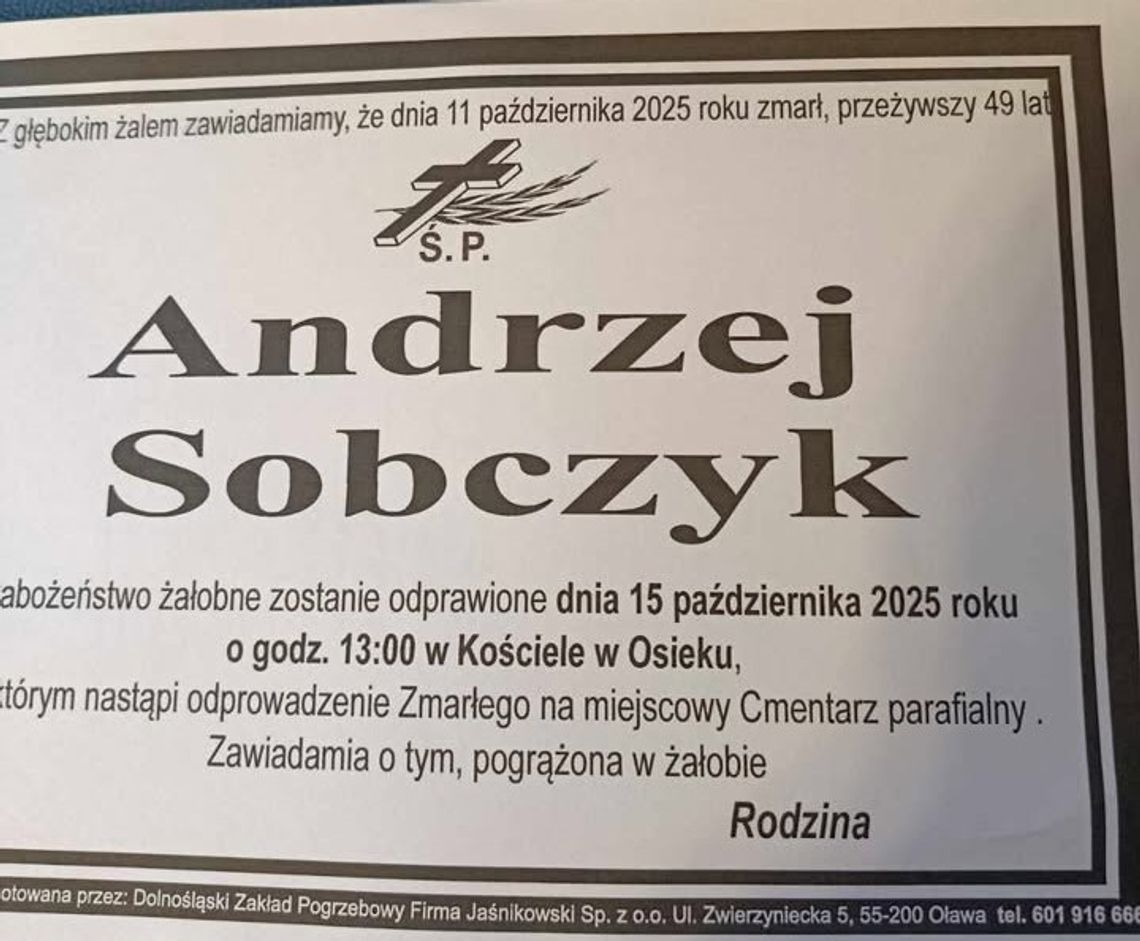 Z głębokim żalem zawiadamiamy, że dnia 11 października 2025 roku zmarł, przeżywszy 49 lat
Ś.P.
Andrzej
Sobczyk
abożeństwo żałobne zostanie odprawione dnia 15 października 2025 roku
o godz. 13:00 w Kościele w Osieku,
którym nastąpi odprowadzenie Zmarłego na miejscowy Cmentarz parafialny .
Zawiadamia o tym, pogrążona w żałobie
Rodzina
otowana przez: Dolnośląski Zakład Pogrzebowy Firma Jaśnikowski Sp. z o.o. Ul. Zwierzyniecka 5, 55-200 Oława tel. 601 916 666